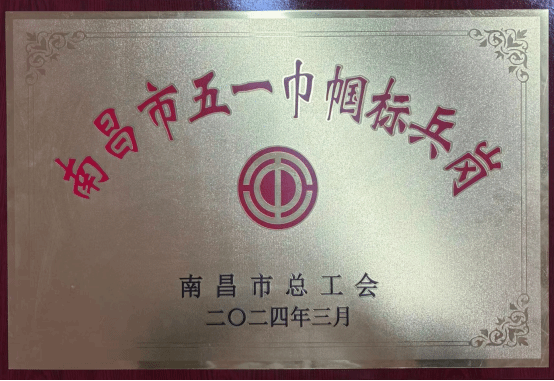 南昌市五一巾帼标兵岗
南昌市总工会
二〇二四年三月